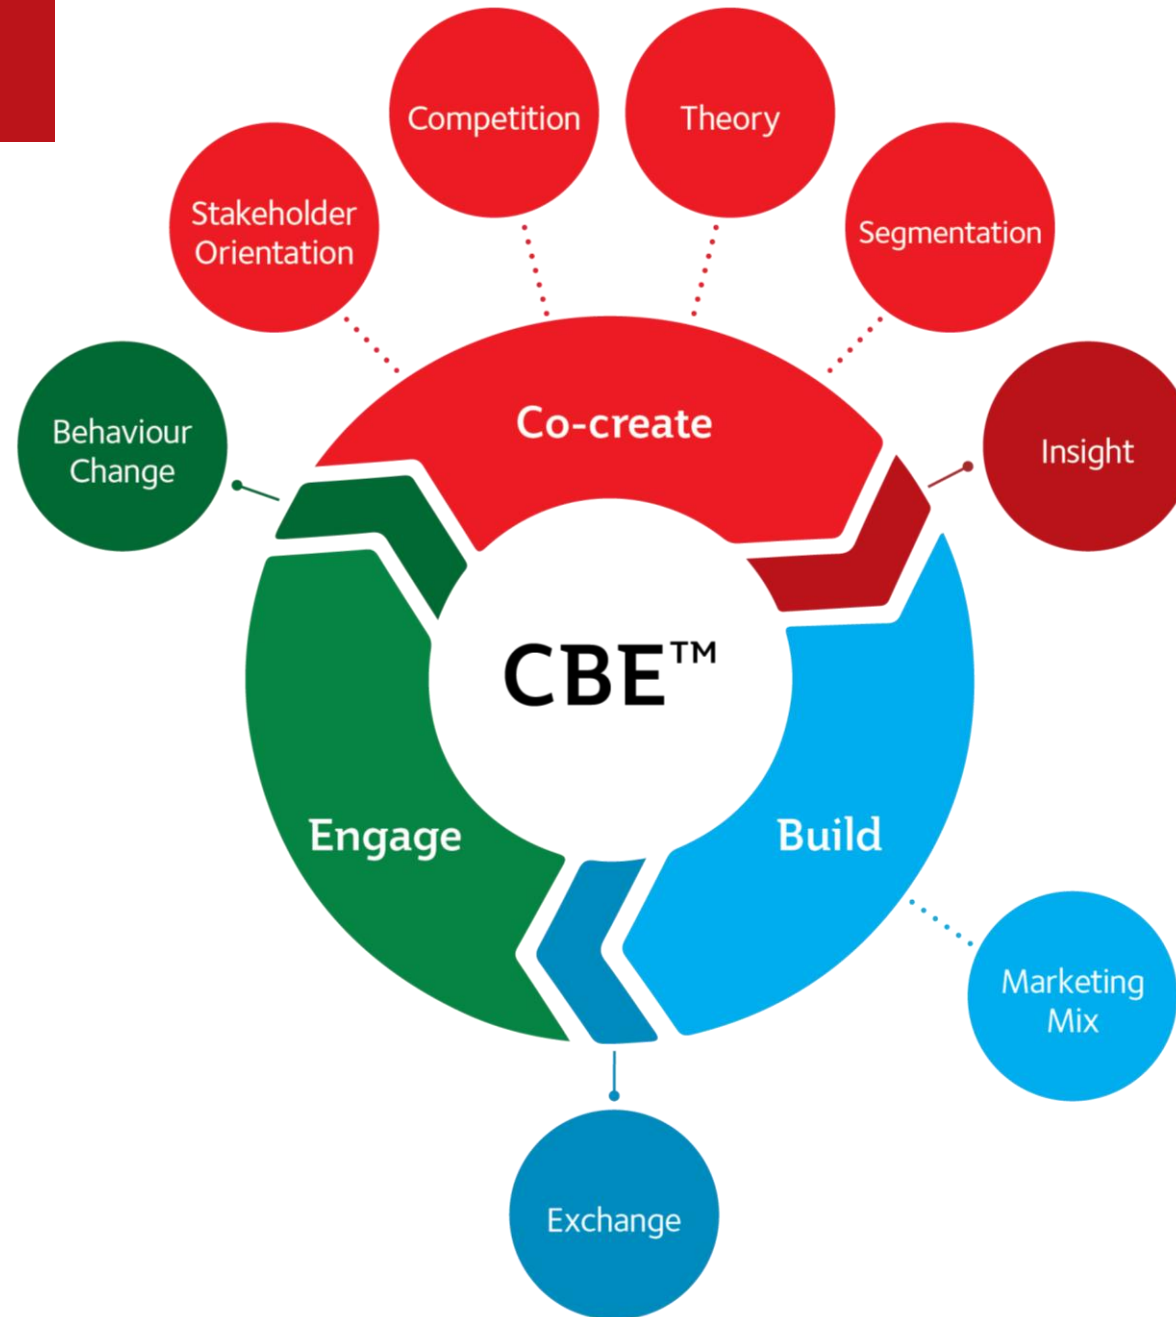 Competition
Theory
Stakeholder
Orientation
Segmentation
Behaviour
Change
Co-create
Insight
CBE™
Engage
Build
Marketing
Mix
Exchange